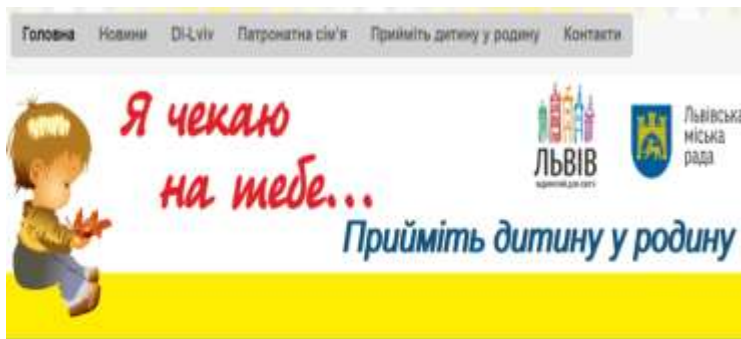 Головна Новини DI-Lviv Патронатна сім'я Прийміть дитину у родину Контакти
Я чекаю
на тебе...
ЛЬВІВ
Львівська
міська
рада
Прийміть дитину у родину